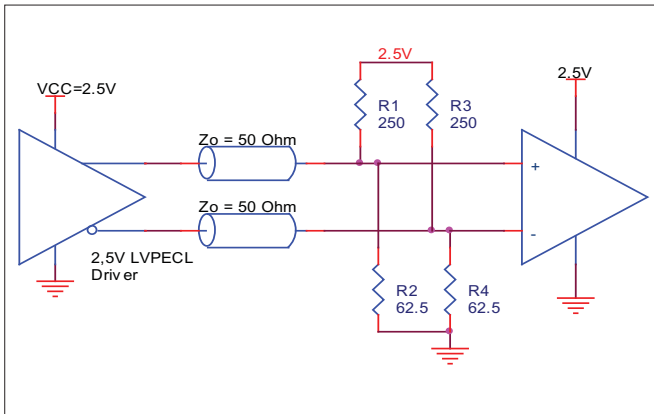 2.5V
VCC=2.5V
2.5V
R1
250
R3
250
Zo = 50 Ohm
+
Zo = 50 Ohm
-
2,5V LVPECL
Driver
R2
62.5
R4
62.5